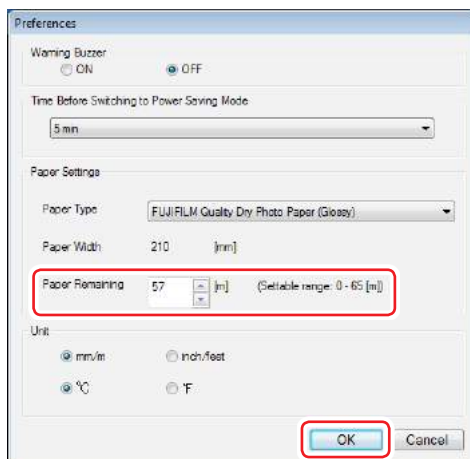 Preferences
Warning Buzzer
ON OFF
Time Before Switching to Power Saving Mode
5 min
Paper Settings
Paper Type FUJIFILM Quality Dry Photo Paper (Glossy)
Paper Width 210 [mm]
Paper Remaining 57 [m] (Settable range: 0 - 65 [m])
Unit
mm/m inch/feet
°C °F
OK Cancel